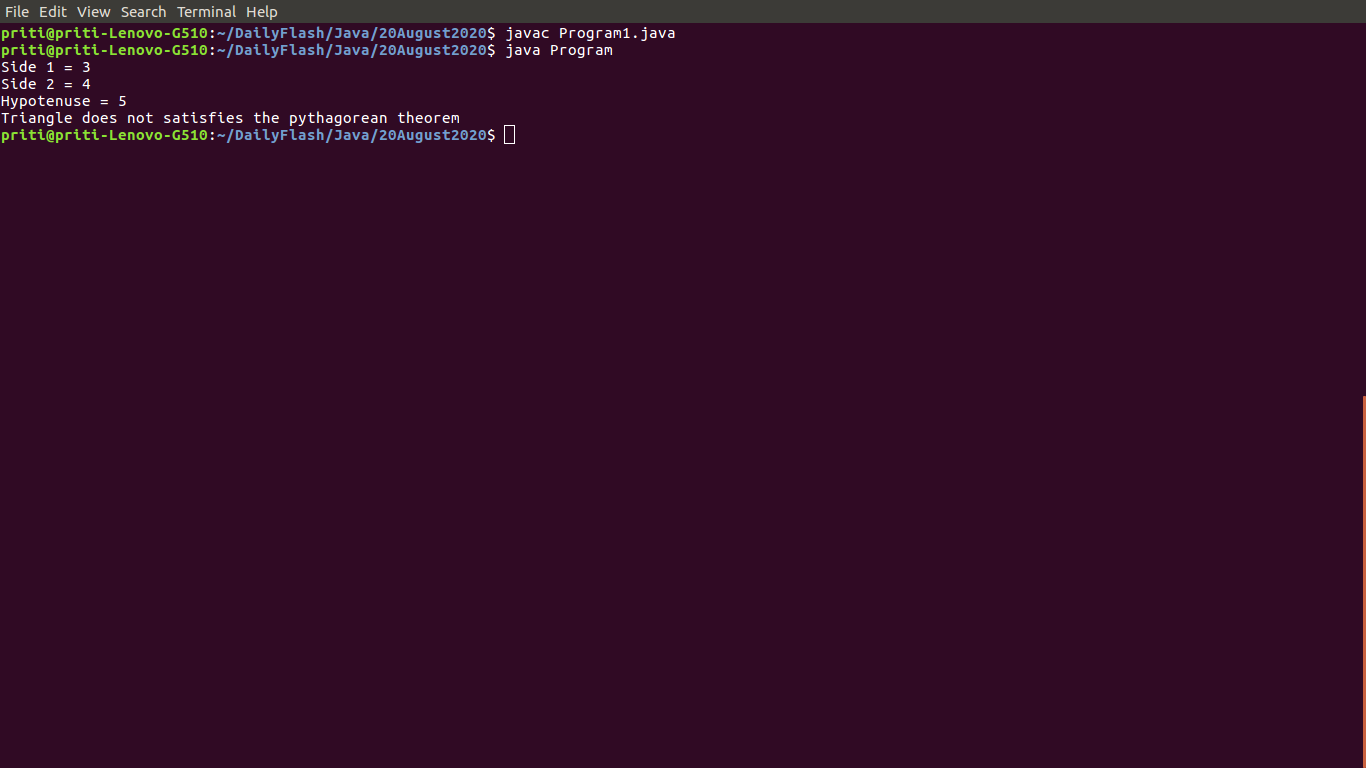 File Edit View Search Terminal Help
priti@priti-Lenovo-G510:~/DailyFlash/Java/20August2020$ javac Program1.java
priti@priti-Lenovo-G510:~/DailyFlash/Java/20August2020$ java Program
Side 1 = 3
Side 2 = 4
Hypotenuse = 5
Triangle does not satisfies the pythagorean theorem
priti@priti-Lenovo-G510:~/DailyFlash/Java/20August2020$